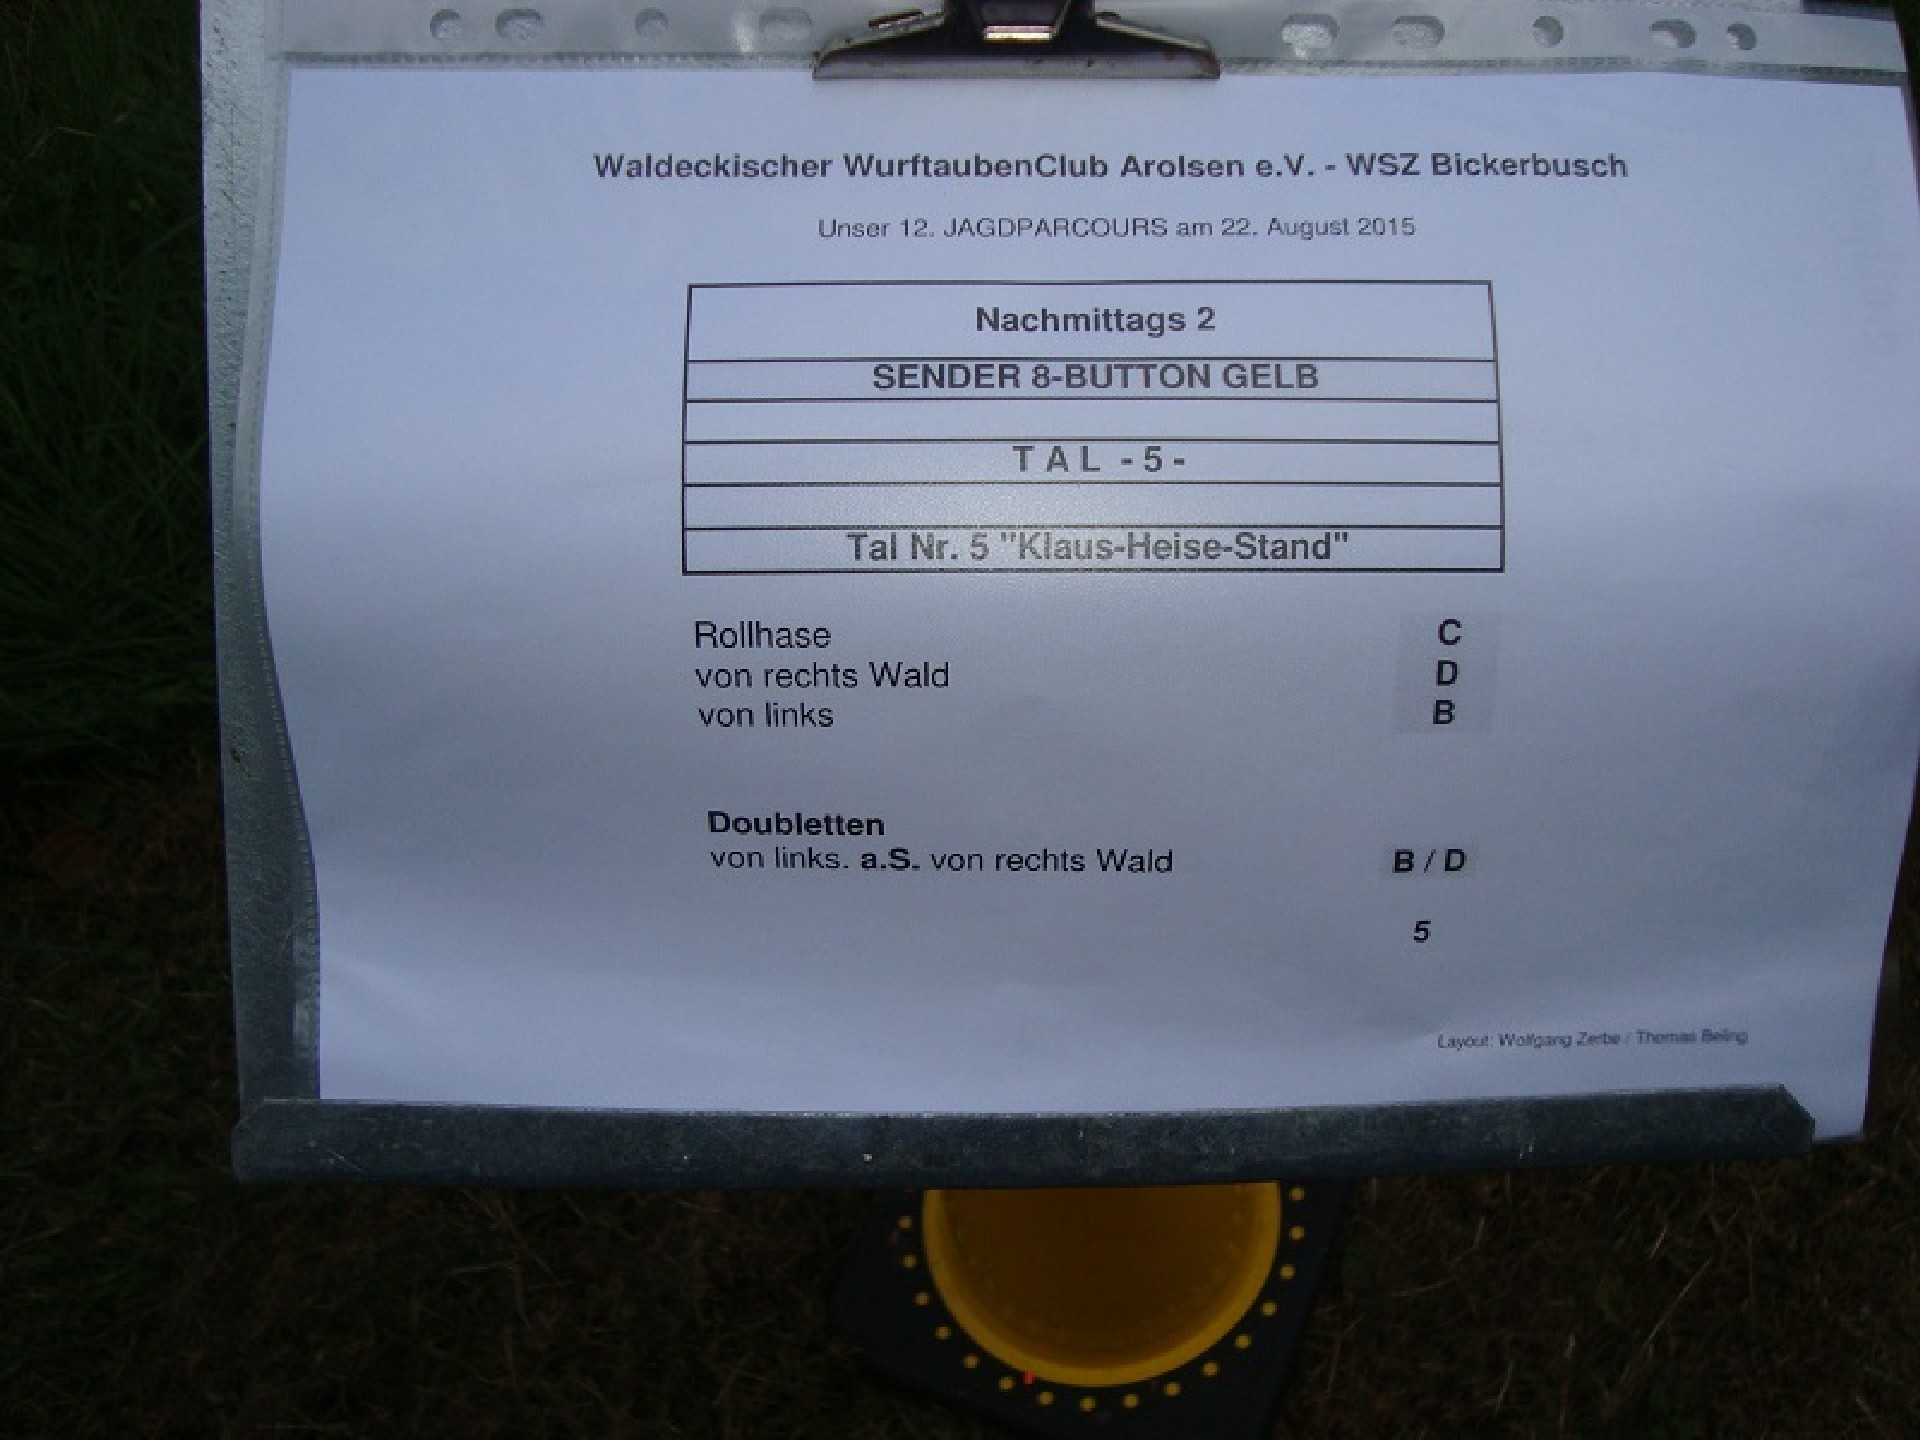 Waldeckischer WurftaubenClub Arolsen e.V. - WSZ Bickerbusch
Unser 12. JAGDPARCOURS am 22. August 2015
Nachmittags 2
SENDER 8-BUTTON GELB
T A L - 5 -
Tal Nr. 5 "Klaus-Heise-Stand"
Rollhase C
von rechts Wald D
von links B
Doubletten
von links. a.S. von rechts Wald B / D
5
Layout: Wolfgang Zerbe / Thomas Beling